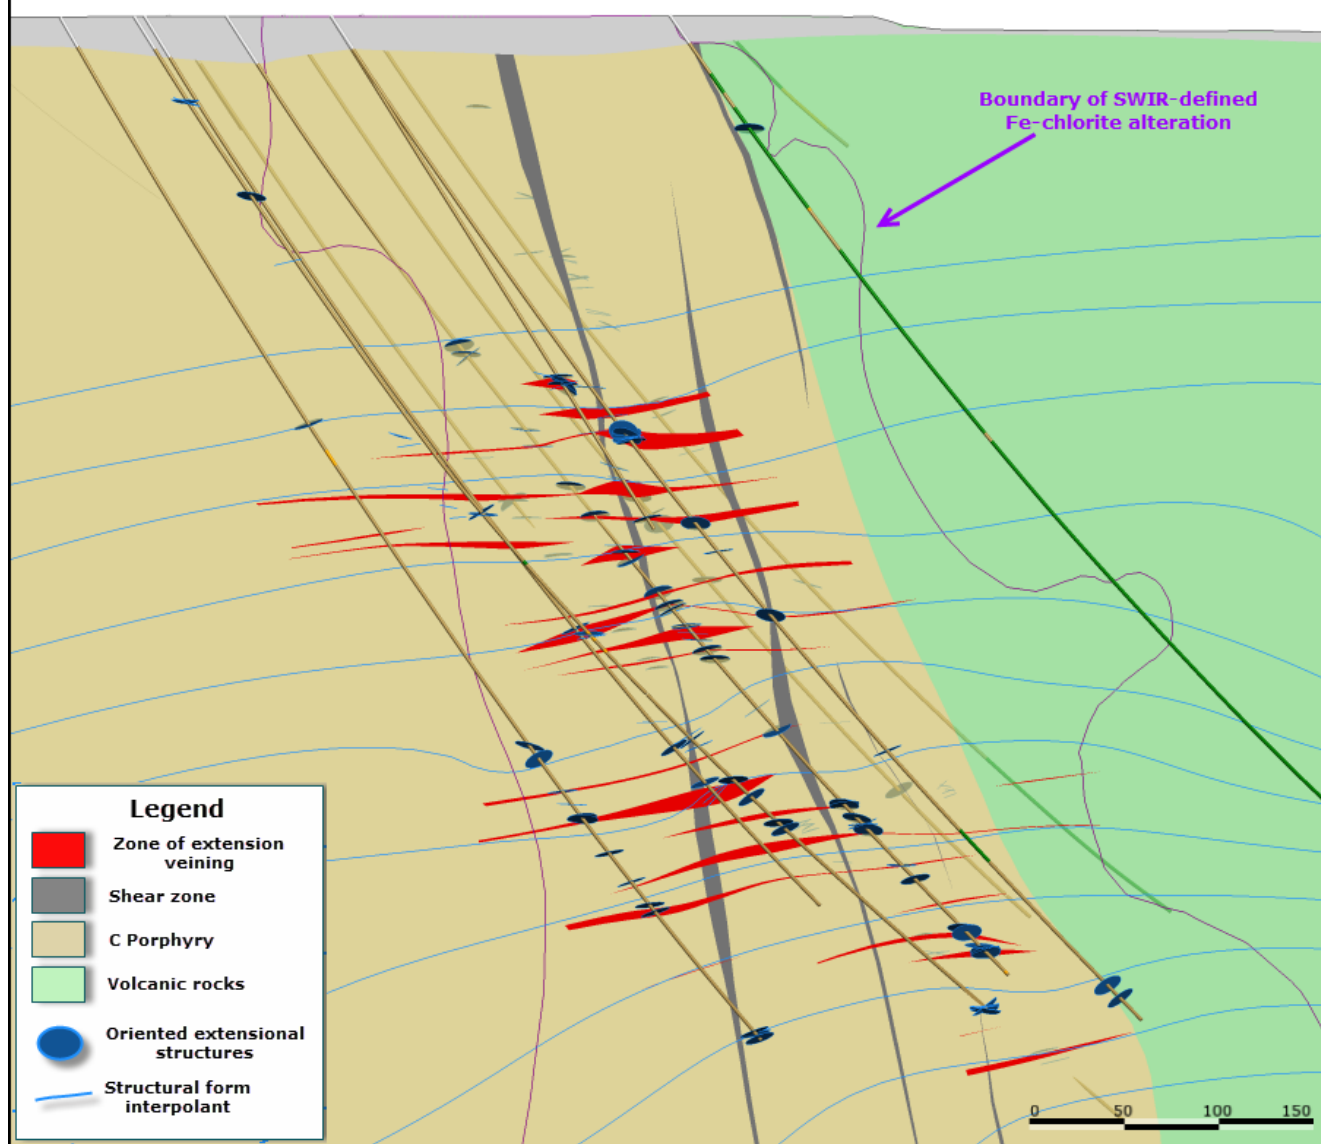 Boundary of SWIR-defined
Fe-chlorite alteration
Legend
Zone of extension
veining
Shear zone
C Porphyry
Volcanic rocks
Oriented extensional
structures
Structural form
interpolant
0 50 100 150